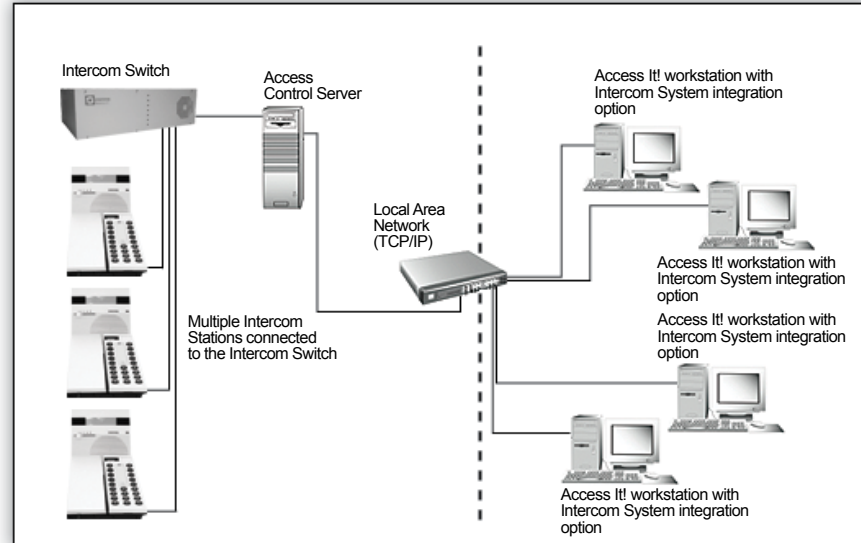 Intercom Switch
Access
Control Server
Access It! workstation with
Intercom System integration
option
Local Area
Network
(TCP/IP)
Access It! workstation with
Intercom System integration
option
Multiple Intercom
Stations connected
to the Intercom Switch
Access It! workstation with
Intercom System integration
option
Access It! workstation with
Intercom System integration
option